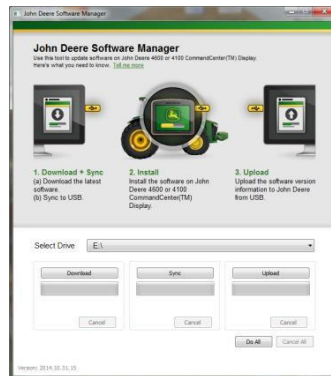 John Deere Software Manager
John Deere Software Manager
Use this tool to update software on John Deere 4600 or 4100 CommandCenter(TM) Display.
Here's what you need to know. Tell me more
1. Download + Sync
(a) Download the latest
software.
(b) Sync to USB.
2. Install
Install the software on John
Deere 4600 or 4100
CommandCenter(TM)
Display.
3. Upload
Upload the software version
information to John Deere
from USB.
Select Drive E:\
Download Sync Upload
Cancel Cancel Cancel
Do All Cancel All
Version: 2014.10.31.15